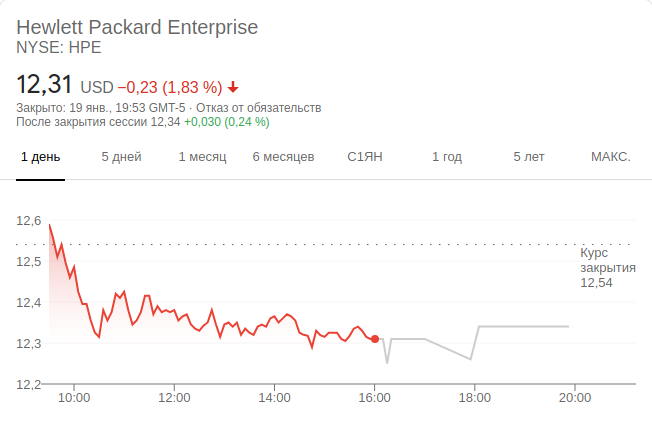 Hewlett Packard Enterprise
NYSE: HPE
12,31 USD −0,23 (1,83 %)
Закрыто: 19 янв., 19:53 GMT-5 · Отказ от обязательств
После закрытия сессии 12,34 +0,030 (0,24 %)
1 день 5 дней 1 месяц 6 месяцев С1ЯН 1 год 5 лет МАКС.
12,6
Курс
закрытия
12,54
12,5
12,4
12,3
12,2
10:00 12:00 14:00 16:00 18:00 20:00